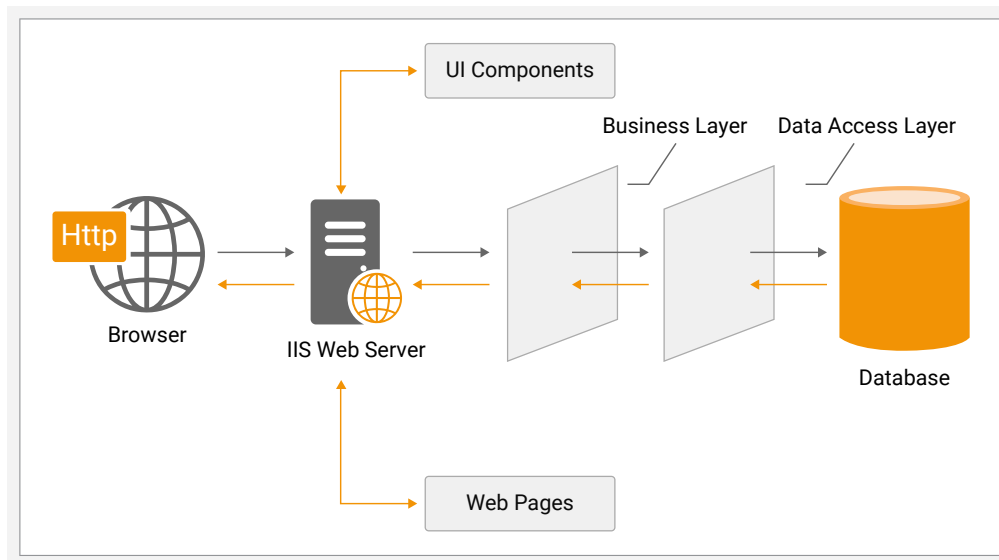 UI Components
Business Layer
Data Access Layer
Http
Browser
IIS Web Server
Database
Web Pages